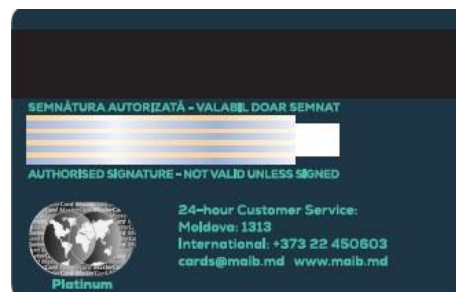 SEMNĂTURA AUTORIZATĂ - VALABIL DOAR SEMNAT
AUTHORISED SIGNATURE - NOT VALID UNLESS SIGNED
24-hour Customer Service:
Moldova: 1313
International: +373 22 450603
cards@maib.md www.maib.md
Platinum